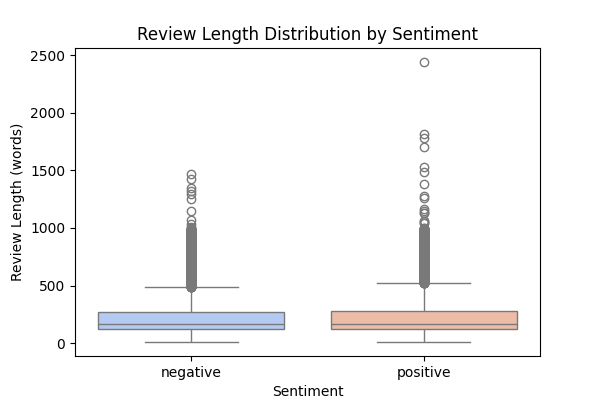 Review Length Distribution by Sentiment
2500
2000
1500
1000
500
0
Review Length (words)
negative
positive
Sentiment